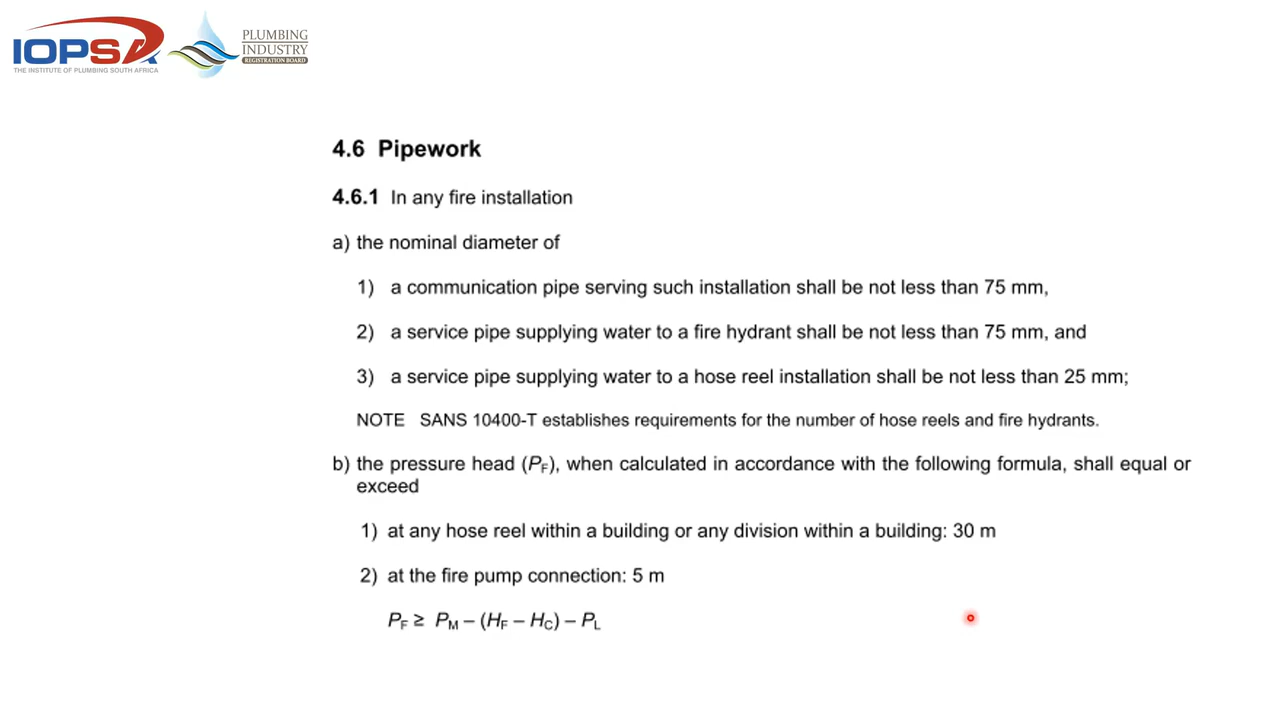 IOPSA
THE INSTITUTE OF PLUMBING SOUTH AFRICA
PLUMBING
INDUSTRY
REGISTRATION BOARD
4.6 Pipework
4.6.1 In any fire installation
a) the nominal diameter of
1) a communication pipe serving such installation shall be not less than 75 mm,
2) a service pipe supplying water to a fire hydrant shall be not less than 75 mm, and
3) a service pipe supplying water to a hose reel installation shall be not less than 25 mm;
NOTE SANS 10400-T establishes requirements for the number of hose reels and fire hydrants.
b) the pressure head (PF), when calculated in accordance with the following formula, shall equal or
exceed
1) at any hose reel within a building or any division within a building: 30 m
2) at the fire pump connection: 5 m
PF ≥ PM – (HF – HC) – PL